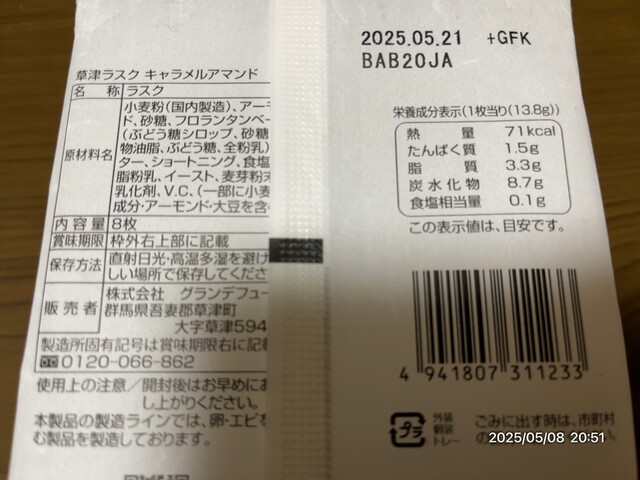 草津ラスク キャラメルアマンド
名 称 ラスク
原材料名
小麦粉(国内製造)、アー
ド、砂糖、フロランタンベー
(ぶどう糖シロップ、砂糖
物油脂、ぶどう糖、全粉乳)
ター、ショートニング、食塩
脂粉乳、イースト、麦芽粉末
乳化剤、V.C、(一部に小麦
成分・アーモンド・大豆を含
内 容 量 8枚
賞味期限 枠外右上部に記載
保存方法 直射日光・高温多湿を避け
しい場所で保存してくださ
販 売 者 株式会社 グランデフュー
群馬県吾妻郡草津町
大字草津594
製造所固有記号は賞味期限右に記載
0120-066-862
使用上の注意/開封後はお早めにお
し上がりください。
本製品の製造ラインでは、卵・エビを
む製品を製造しております。
2025.05.21 +GFK
BAB20JA
栄養成分表示(1枚当り(13.8g))
熱 量 71kcal
たんぱく質 1.5g
脂 質 3.3g
炭水化物 8.7g
食塩相当量 0.1g
この表示値は、目安です。
4 941807 311233
プラ
外装
個装
トレー
ごみに出す時は、市町村
の
2025/05/08 20:51